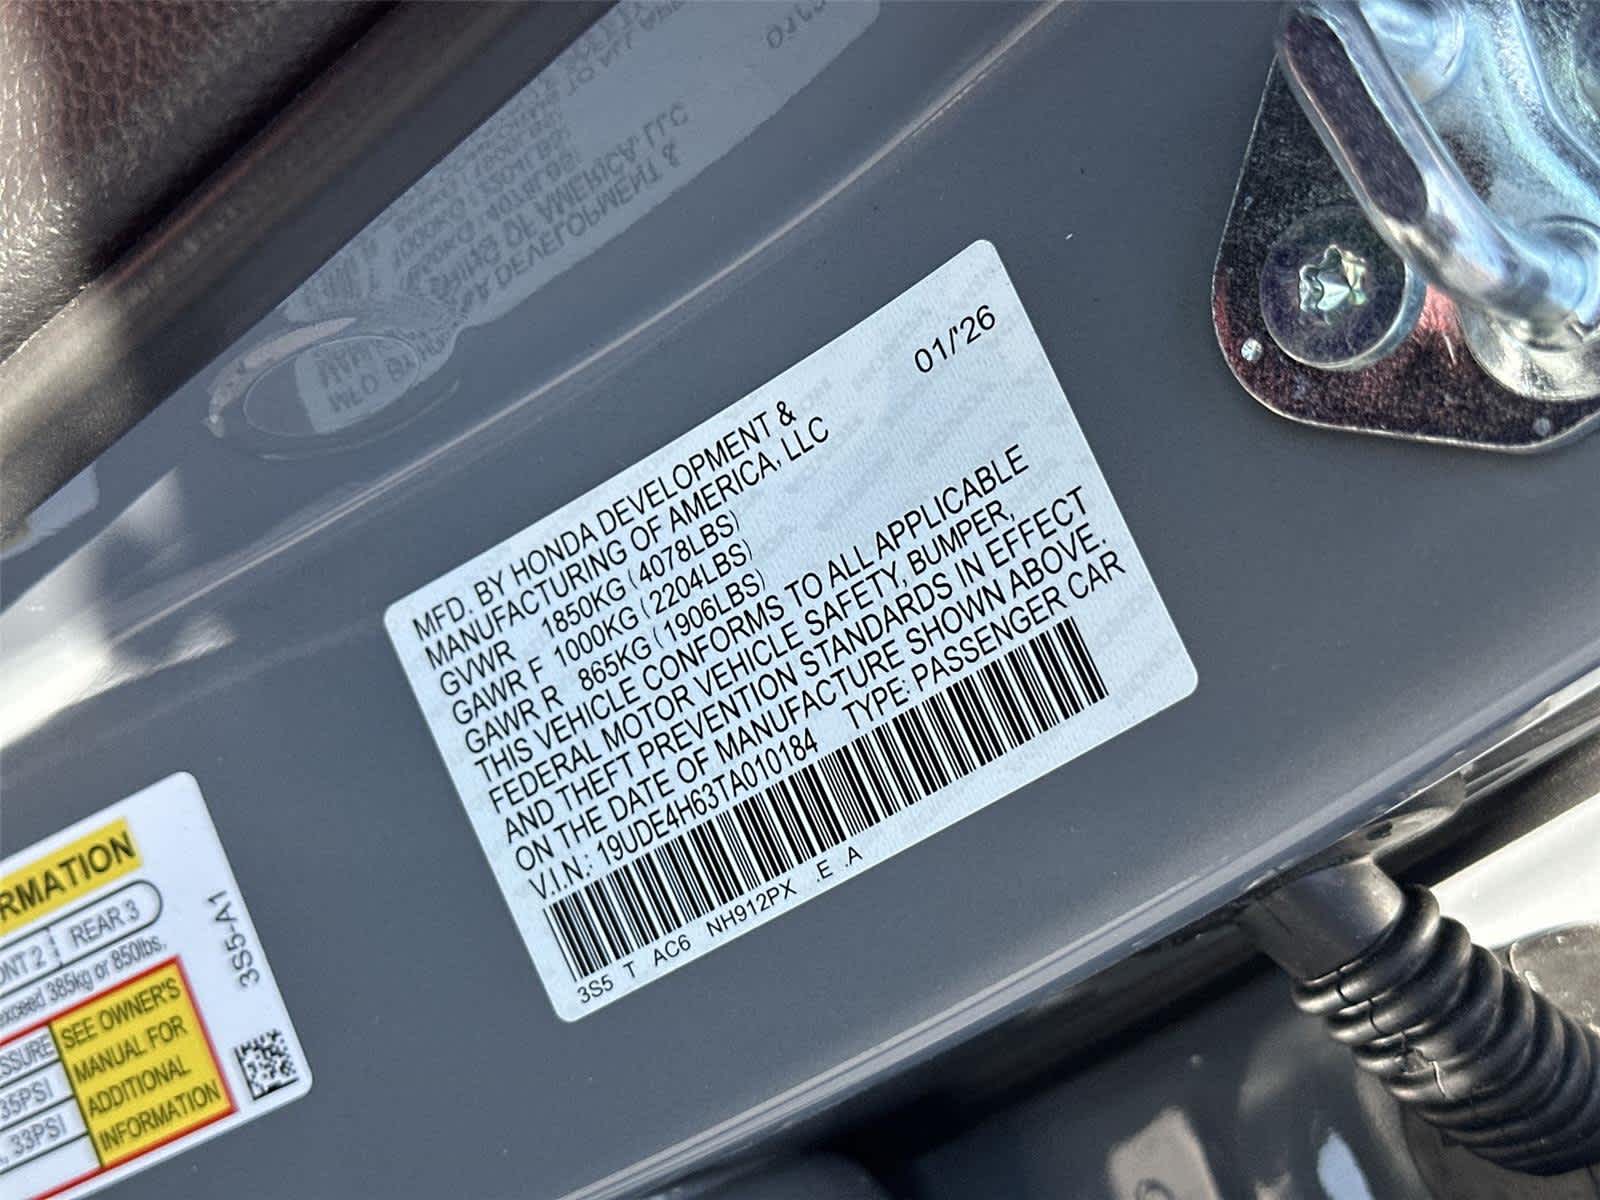 01/'26
MFD. BY HONDA DEVELOPMENT &
MANUFACTURING OF AMERICA, LLC
GVWR 1850KG (4078LBS)
GAWR F 1000KG (2204LBS)
GAWR R 865KG (1906LBS)
THIS VEHICLE CONFORMS TO ALL APPLICABLE
FEDERAL MOTOR VEHICLE SAFETY, BUMPER,
AND THEFT PREVENTION STANDARDS IN EFFECT
ON THE DATE OF MANUFACTURE SHOWN ABOVE.
V.I.N.: 19UDE4H63TA010184 TYPE: PASSENGER CAR
3S5 T AC6 NH912PX .E .A
RMATION
ONT 2 REAR 3
exceed 385kg or 850lbs.
SSURE
35PSI
, 33PSI
SEE OWNER'S
MANUAL FOR
ADDITIONAL
INFORMATION
3S5-A1